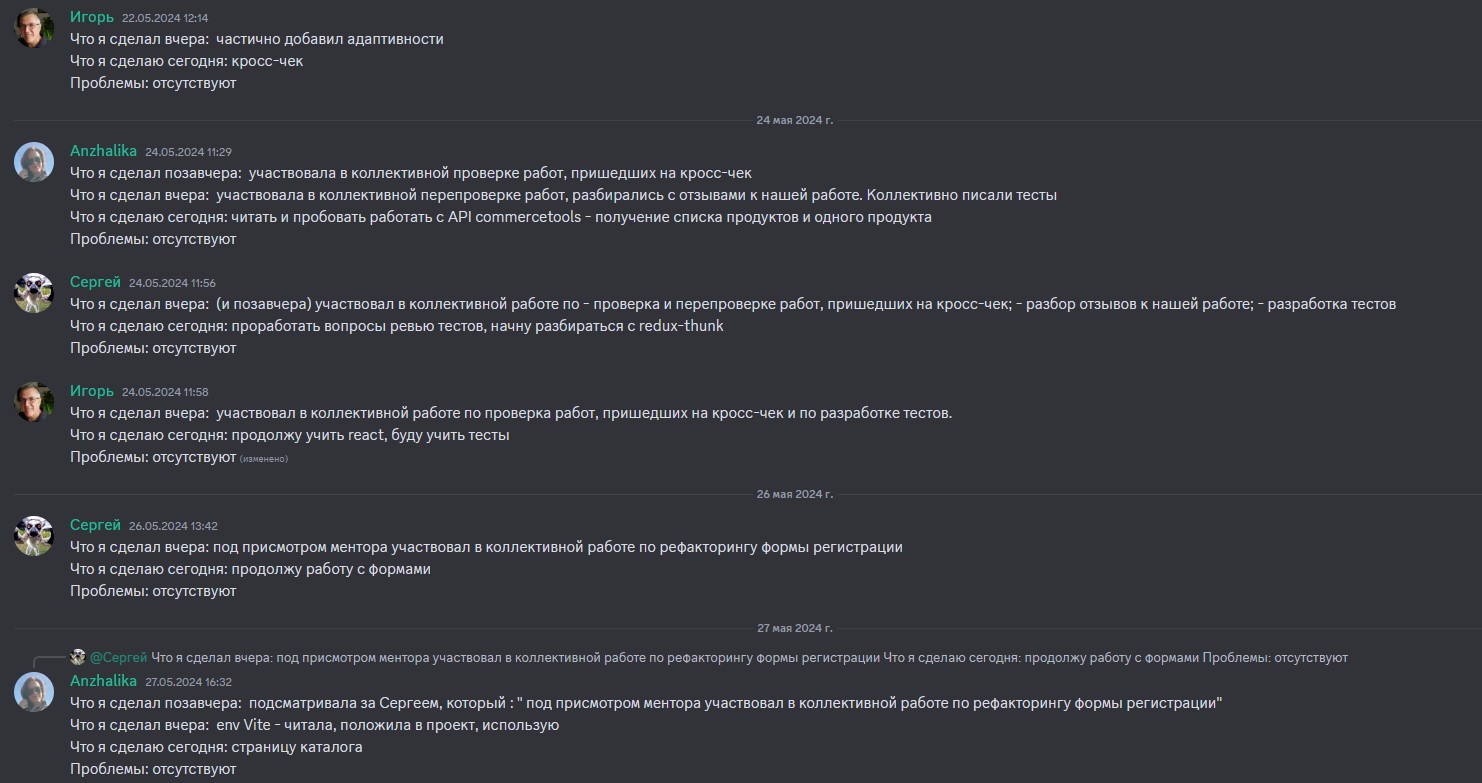 Игорь 22.05.2024 12:14
Что я сделал вчера: частично добавил адаптивности
Что я сделаю сегодня: кросс-чек
Проблемы: отсутствуют
24 мая 2024 г.
Anzhalika 24.05.2024 11:29
Что я сделал позавчера: участвовала в коллективной проверке работ, пришедших на кросс-чек
Что я сделал вчера: участвовала в коллективной перепроверке работ, разбирались с отзывами к нашей работе. Коллективно писали тесты
Что я сделаю сегодня: читать и пробовать работать с API commercetools - получение списка продуктов и одного продукта
Проблемы: отсутствуют
Сергей 24.05.2024 11:56
Что я сделал вчера: (и позавчера) участвовал в коллективной работе по - проверка и перепроверке работ, пришедших на кросс-чек; - разбор отзывов к нашей работе; - разработка тестов
Что я сделаю сегодня: проработать вопросы ревью тестов, начну разбираться с redux-thunk
Проблемы: отсутствуют
Игорь 24.05.2024 11:58
Что я сделал вчера: участвовал в коллективной работе по проверка работ, пришедших на кросс-чек и по разработке тестов.
Что я сделаю сегодня: продолжу учить react, буду учить тесты
Проблемы: отсутствуют (изменено)
26 мая 2024 г.
Сергей 26.05.2024 13:42
Что я сделал вчера: под присмотром ментора участвовал в коллективной работе по рефакторингу формы регистрации
Что я сделаю сегодня: продолжу работу с формами
Проблемы: отсутствуют
27 мая 2024 г.
@Сергей Что я сделал вчера: под присмотром ментора участвовал в коллективной работе по рефакторингу формы регистрации Что я сделаю сегодня: продолжу работу с формами Проблемы: отсутствуют
Anzhalika 27.05.2024 16:32
Что я сделал позавчера: подсматривала за Сергеем, который : " под присмотром ментора участвовал в коллективной работе по рефакторингу формы регистрации"
Что я сделал вчера: env Vite - читала, положила в проект, использую
Что я сделаю сегодня: страницу каталога
Проблемы: отсутствуют